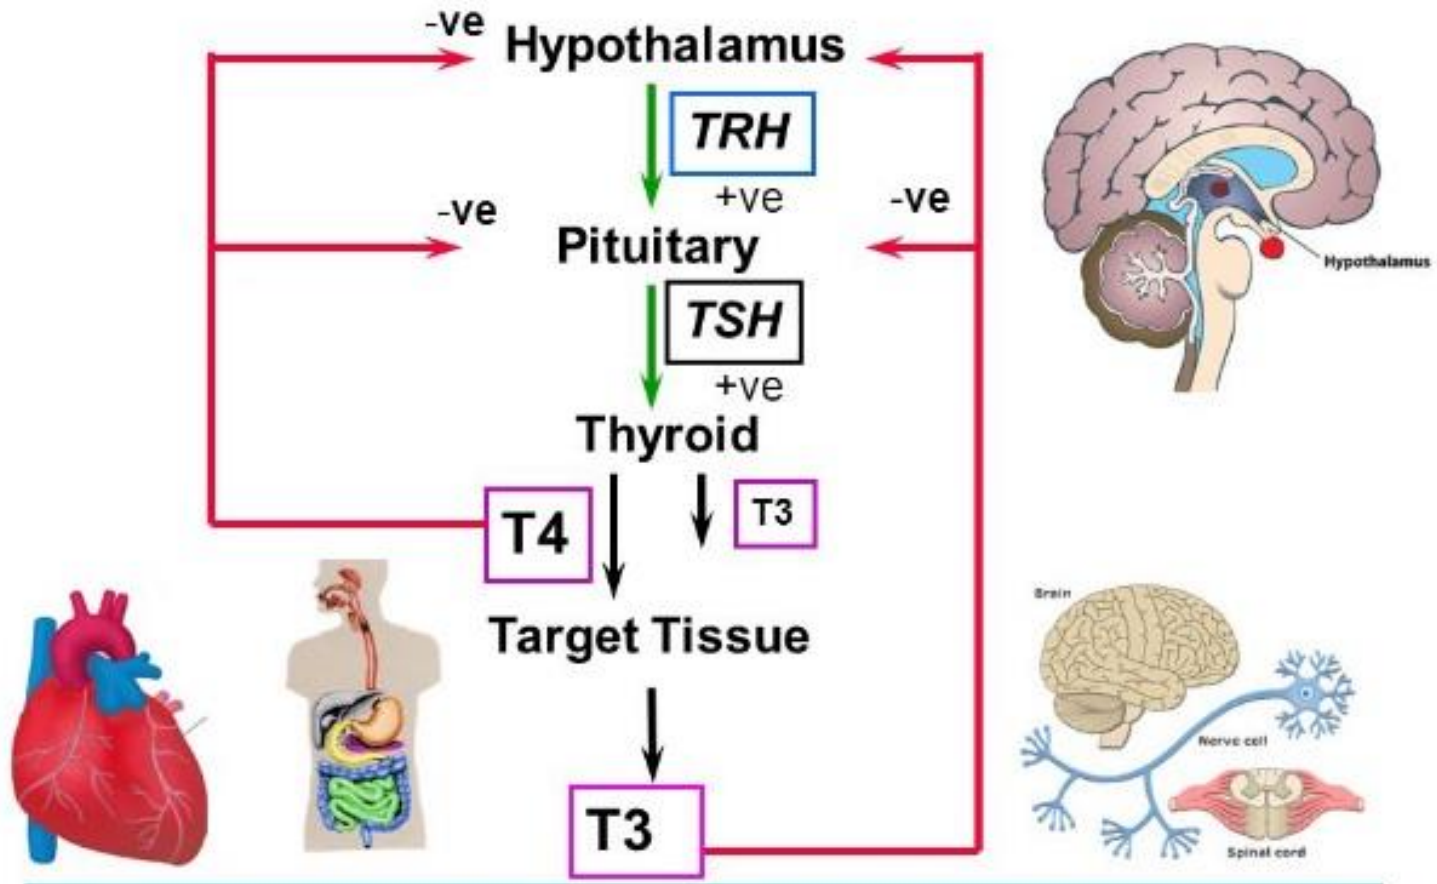 -ve
Hypothalamus
TRH
+ve
-ve
-ve
Pituitary
Hypothalamus
TSH
+ve
Thyroid
T4
T3
Target Tissue
Brain
Nerve cell
T3
Spinal cord